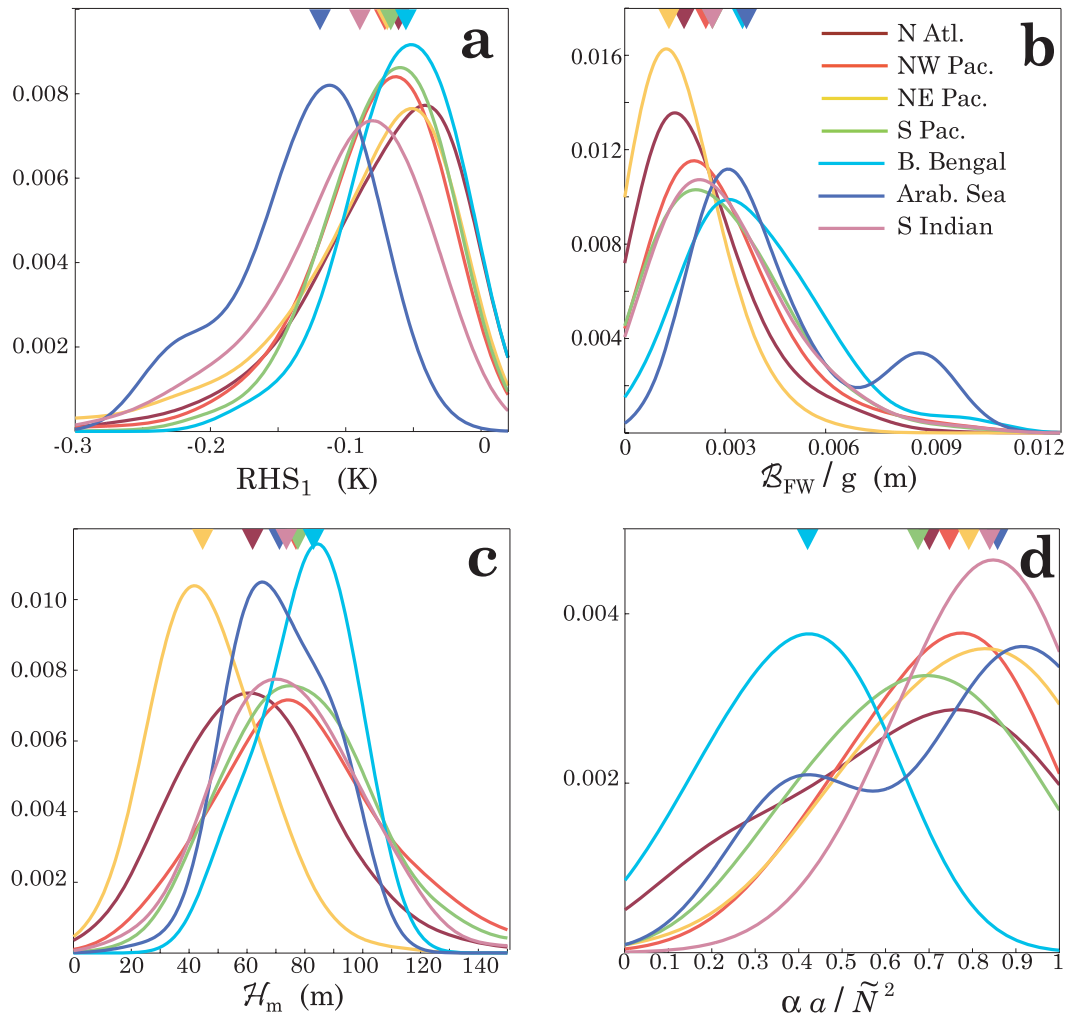 a
0.008
0.006
0.004
0.002
-0.3
-0.2
-0.1
0
RHS1 (K)
b
N Atl.
NW Pac.
NE Pac.
S Pac.
B. Bengal
Arab. Sea
S Indian
0.016
0.012
0.008
0.004
0
0.003
0.006
0.009
0.012
ℬFW / g (m)
c
0.010
0.008
0.006
0.004
0.002
0
20
40
60
80
100
120
140
ℋm (m)
d
0.004
0.002
0
0.1
0.2
0.3
0.4
0.5
0.6
0.7
0.8
0.9
1
α a / Ñ 2